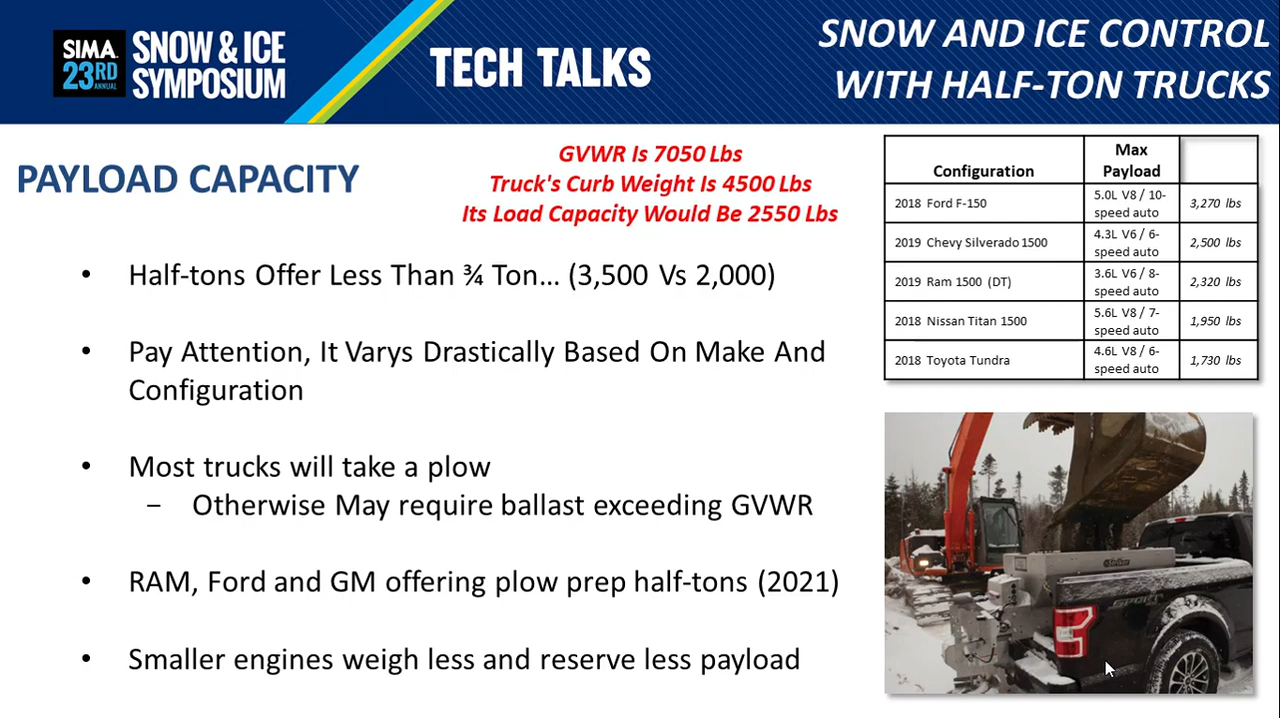 SIMA
23RD
ANNUAL
SNOW & ICE
SYMPOSIUM
TECH TALKS
SNOW AND ICE CONTROL
WITH HALF-TON TRUCKS
PAYLOAD CAPACITY
GVWR Is 7050 Lbs
Truck's Curb Weight Is 4500 Lbs
Its Load Capacity Would Be 2550 Lbs
• Half-tons Offer Less Than ¾ Ton... (3,500 Vs 2,000)
• Pay Attention, It Varys Drastically Based On Make And
Configuration
• Most trucks will take a plow
– Otherwise May require ballast exceeding GVWR
• RAM, Ford and GM offering plow prep half-tons (2021)
• Smaller engines weigh less and reserve less payload
Configuration Max
Payload
2018 Ford F-150 5.0L V8 / 10-
speed auto 3,270 lbs
2019 Chevy Silverado 1500 4.3L V6 / 6-
speed auto 2,500 lbs
2019 Ram 1500 (DT) 3.6L V6 / 8-
speed auto 2,320 lbs
2018 Nissan Titan 1500 5.6L V8 / 7-
speed auto 1,950 lbs
2018 Toyota Tundra 4.6L V8 / 6-
speed auto 1,730 lbs